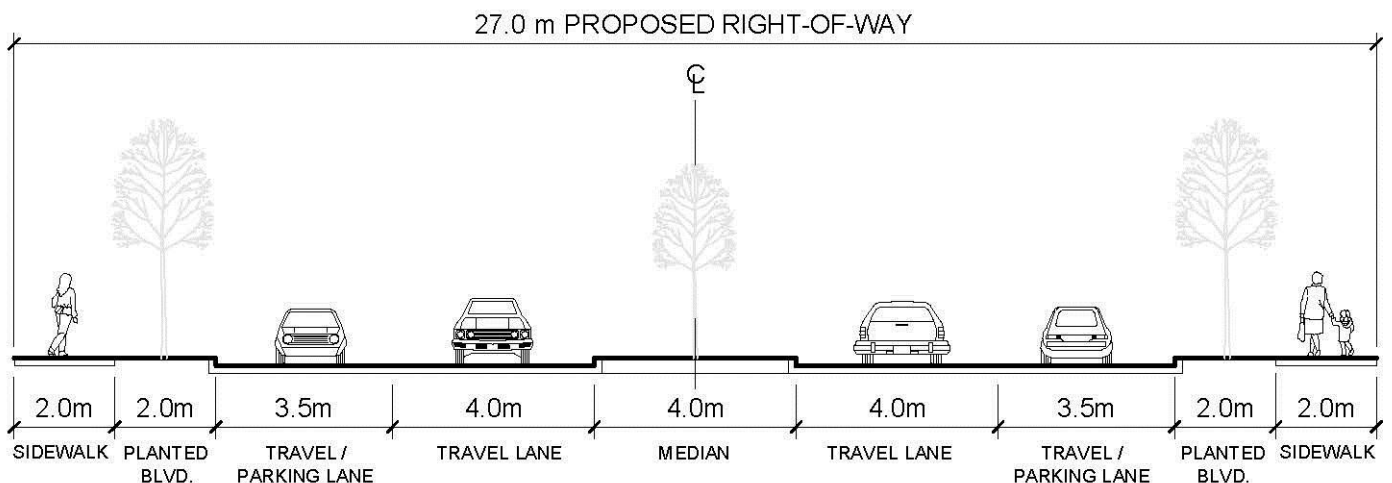 27.0 m PROPOSED RIGHT-OF-WAY
CL
2.0m 2.0m 3.5m 4.0m 4.0m 4.0m 3.5m 2.0m 2.0m
SIDEWALK PLANTED TRAVEL / TRAVEL LANE MEDIAN TRAVEL LANE TRAVEL / PLANTED SIDEWALK
BLVD. PARKING LANE PARKING LANE BLVD.